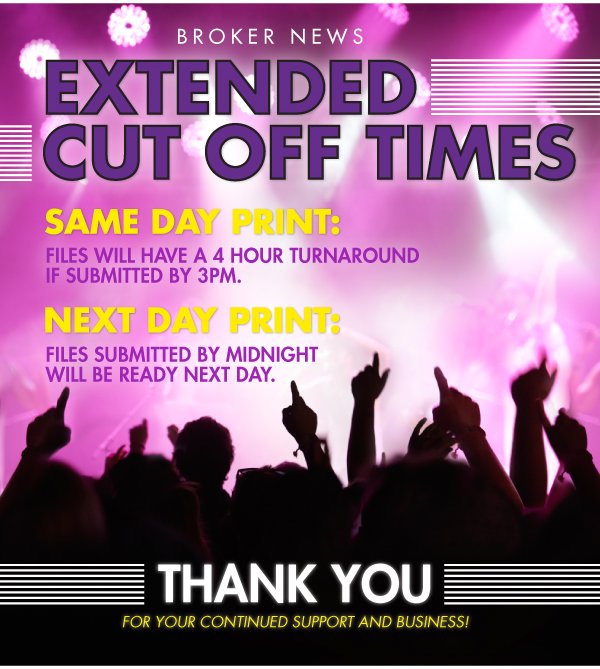 BROKER NEWS
EXTENDED
CUT OFF TIMES
SAME DAY PRINT:
FILES WILL HAVE A 4 HOUR TURNAROUND
IF SUBMITTED BY 3PM.
NEXT DAY PRINT:
FILES SUBMITTED BY MIDNIGHT
WILL BE READY NEXT DAY.
THANK YOU
FOR YOUR CONTINUED SUPPORT AND BUSINESS!